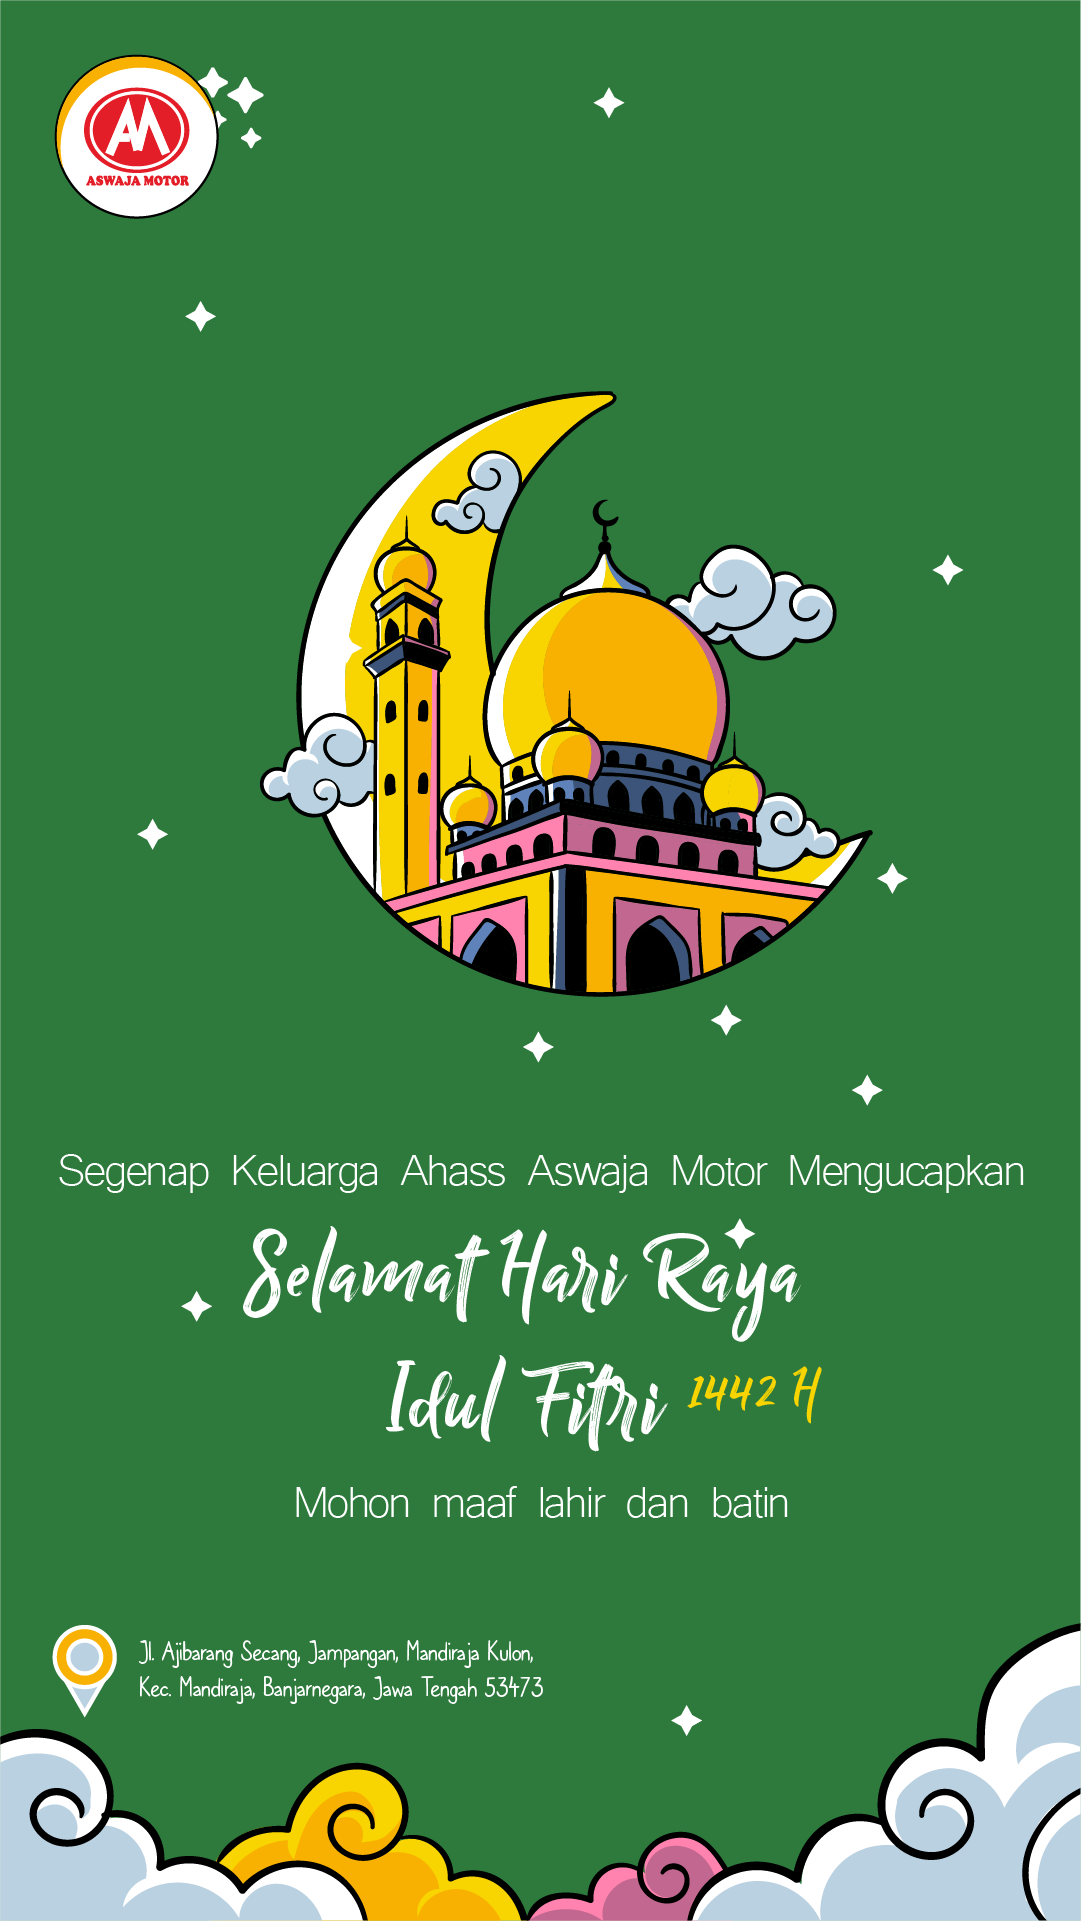 AM
ASWAJA MOTOR
Segenap Keluarga Ahass Aswaja Motor Mengucapkan
Selamat Hari Raya
Idul Fitri 1442 H
Mohon maaf lahir dan batin
Jl. Ajibarang Secang, Jampangan, Mandiraja Kulon,
Kec. Mandiraja, Banjarnegara, Jawa Tengah 53473